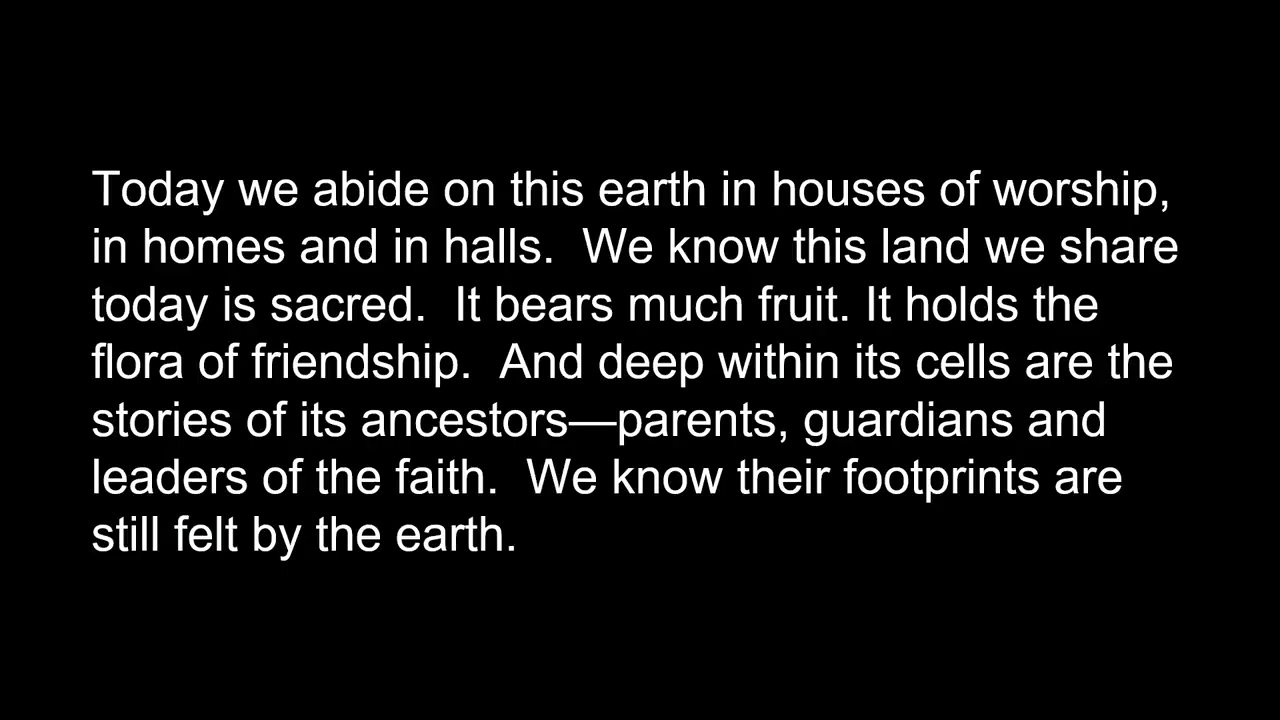 Today we abide on this earth in houses of worship,
in homes and in halls.  We know this land we share
today is sacred.  It bears much fruit. It holds the
flora of friendship.  And deep within its cells are the
stories of its ancestors—parents, guardians and
leaders of the faith.  We know their footprints are
still felt by the earth.